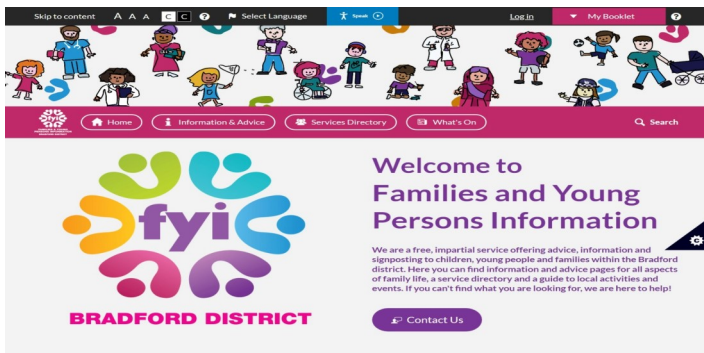 Skip to content A A A C C ? Select Language Speak Log in My Booklet ?
fyi Home Information & Advice Services Directory What's On Search
fyi
BRADFORD DISTRICT
Welcome to
Families and Young
Persons Information
We are a free, impartial service offering advice, information and
signposting to children, young people and families within the Bradford
district. Here you can find information and advice pages for all aspects
of family life, a service directory and a guide to local activities and
events. If you can't find what you are looking for, we are here to help!
Contact Us